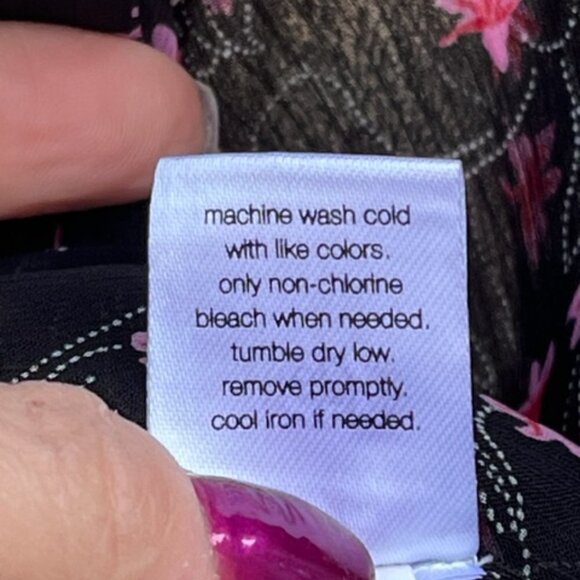 machine wash cold
with like colors.
only non-chlorine
bleach when needed.
tumble dry low.
remove promptly.
cool iron if needed.